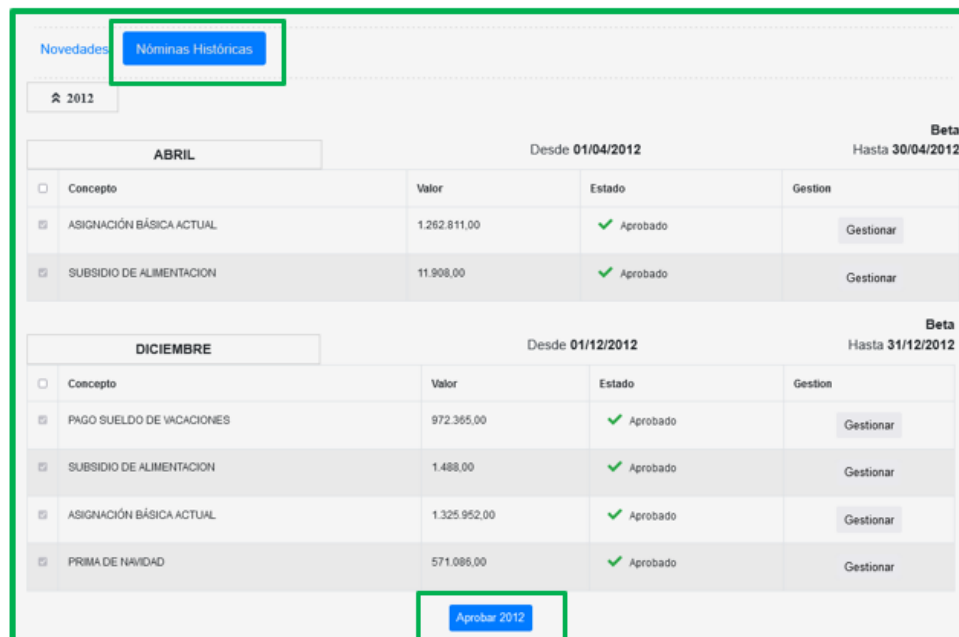 Novedades Nóminas Históricas
2012
Beta
ABRIL Desde 01/04/2012 Hasta 30/04/2012
Concepto Valor Estado Gestion
ASIGNACIÓN BÁSICA ACTUAL 1.262.811,00 Aprobado Gestionar
SUBSIDIO DE ALIMENTACION 11.908,00 Aprobado Gestionar
Beta
DICIEMBRE Desde 01/12/2012 Hasta 31/12/2012
Concepto Valor Estado Gestion
PAGO SUELDO DE VACACIONES 972.365,00 Aprobado Gestionar
SUBSIDIO DE ALIMENTACION 1.488,00 Aprobado Gestionar
ASIGNACIÓN BÁSICA ACTUAL 1.325.952,00 Aprobado Gestionar
PRIMA DE NAVIDAD 571.086,00 Aprobado Gestionar
Aprobar 2012